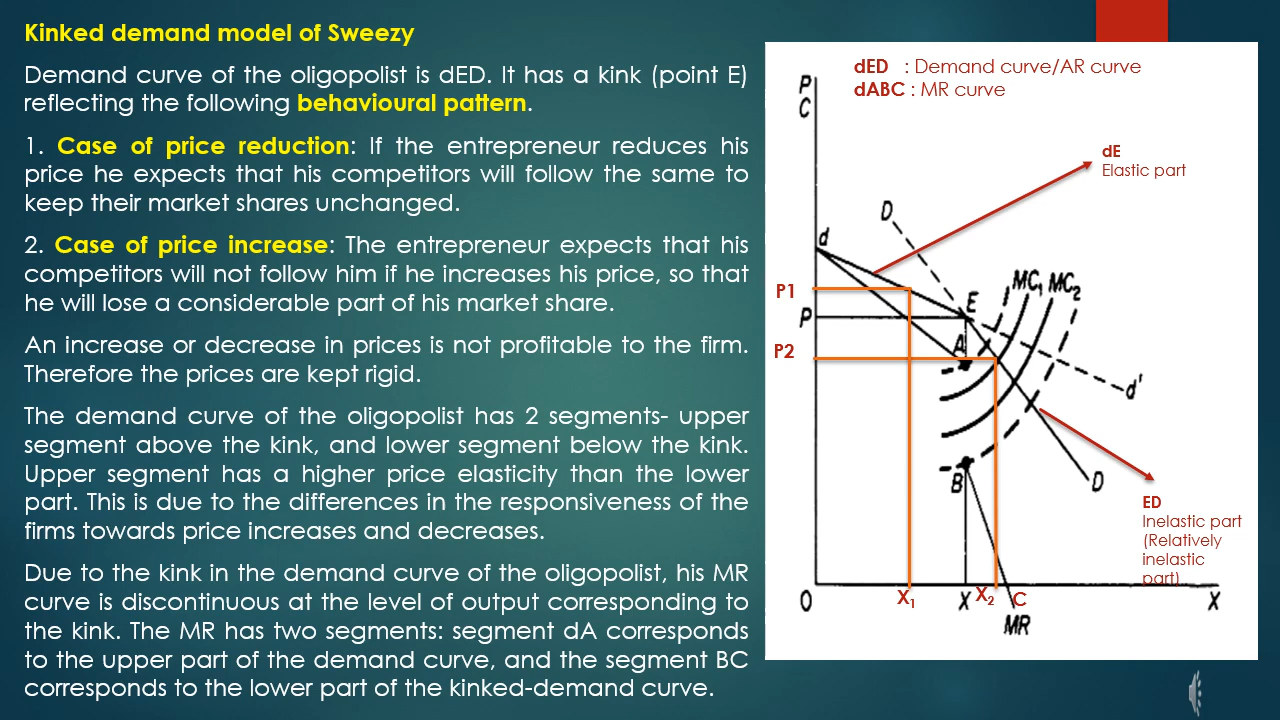 Kinked demand model of Sweezy
Demand curve of the oligopolist is dED. It has a kink (point E)
reflecting the following behavioural pattern.
1. Case of price reduction: If the entrepreneur reduces his
price he expects that his competitors will follow the same to
keep their market shares unchanged.
2. Case of price increase: The entrepreneur expects that his
competitors will not follow him if he increases his price, so that
he will lose a considerable part of his market share.
An increase or decrease in prices is not profitable to the firm.
Therefore the prices are kept rigid.
The demand curve of the oligopolist has 2 segments- upper
segment above the kink, and lower segment below the kink.
Upper segment has a higher price elasticity than the lower
part. This is due to the differences in the responsiveness of the
firms towards price increases and decreases.
Due to the kink in the demand curve of the oligopolist, his MR
curve is discontinuous at the level of output corresponding to
the kink. The MR has two segments: segment dA corresponds
to the upper part of the demand curve, and the segment BC
corresponds to the lower part of the kinked-demand curve.
dED : Demand curve/AR curve
dABC : MR curve
P
C
dE
Elastic part
D
d
MC₁ MC₂
P1
E
P
A
P2
d'
B
D
ED
Inelastic part
(Relatively
inelastic
part)
O
X₁
X
X₂
C
X
MR